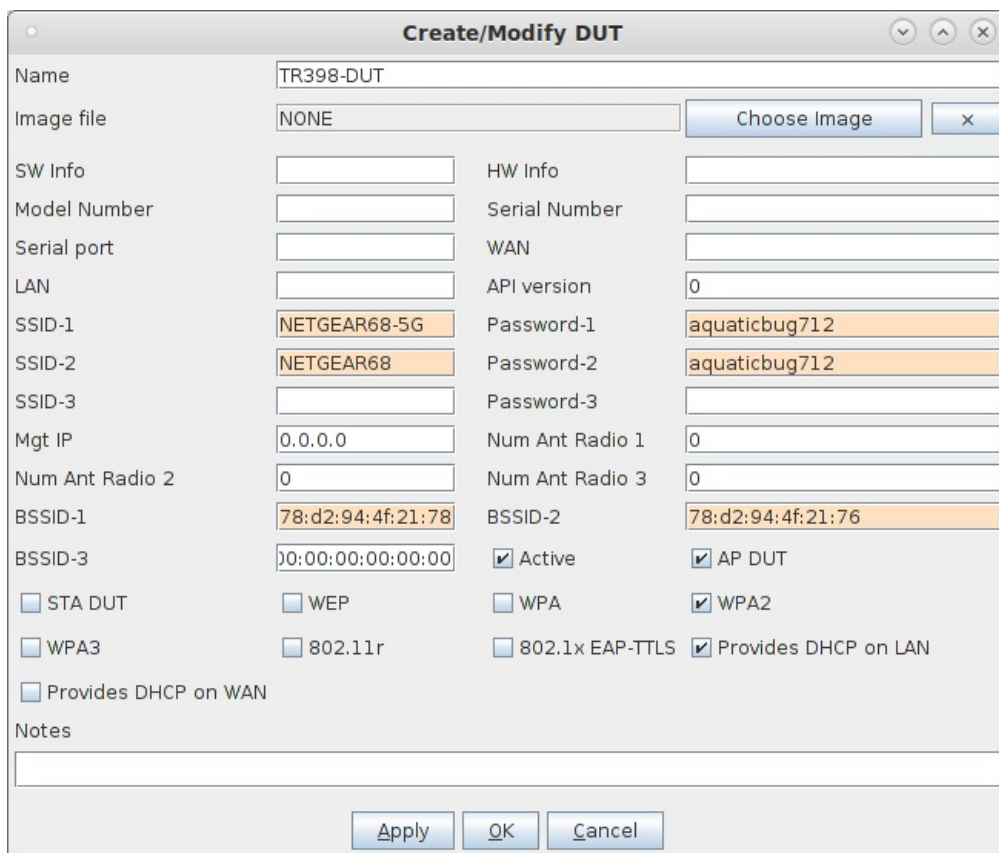 Create/Modify DUT
Name TR398-DUT
Image file NONE Choose Image x
SW Info HW Info
Model Number Serial Number
Serial port WAN
LAN API version 0
SSID-1 NETGEAR68-5G Password-1 aquaticbug712
SSID-2 NETGEAR68 Password-2 aquaticbug712
SSID-3 Password-3
Mgt IP 0.0.0.0 Num Ant Radio 1 0
Num Ant Radio 2 0 Num Ant Radio 3 0
BSSID-1 78:d2:94:4f:21:78 BSSID-2 78:d2:94:4f:21:76
BSSID-3 00:00:00:00:00:00 Active AP DUT
STA DUT WEP WPA WPA2
WPA3 802.11r 802.1x EAP-TTLS Provides DHCP on LAN
Provides DHCP on WAN
Notes
Apply OK Cancel